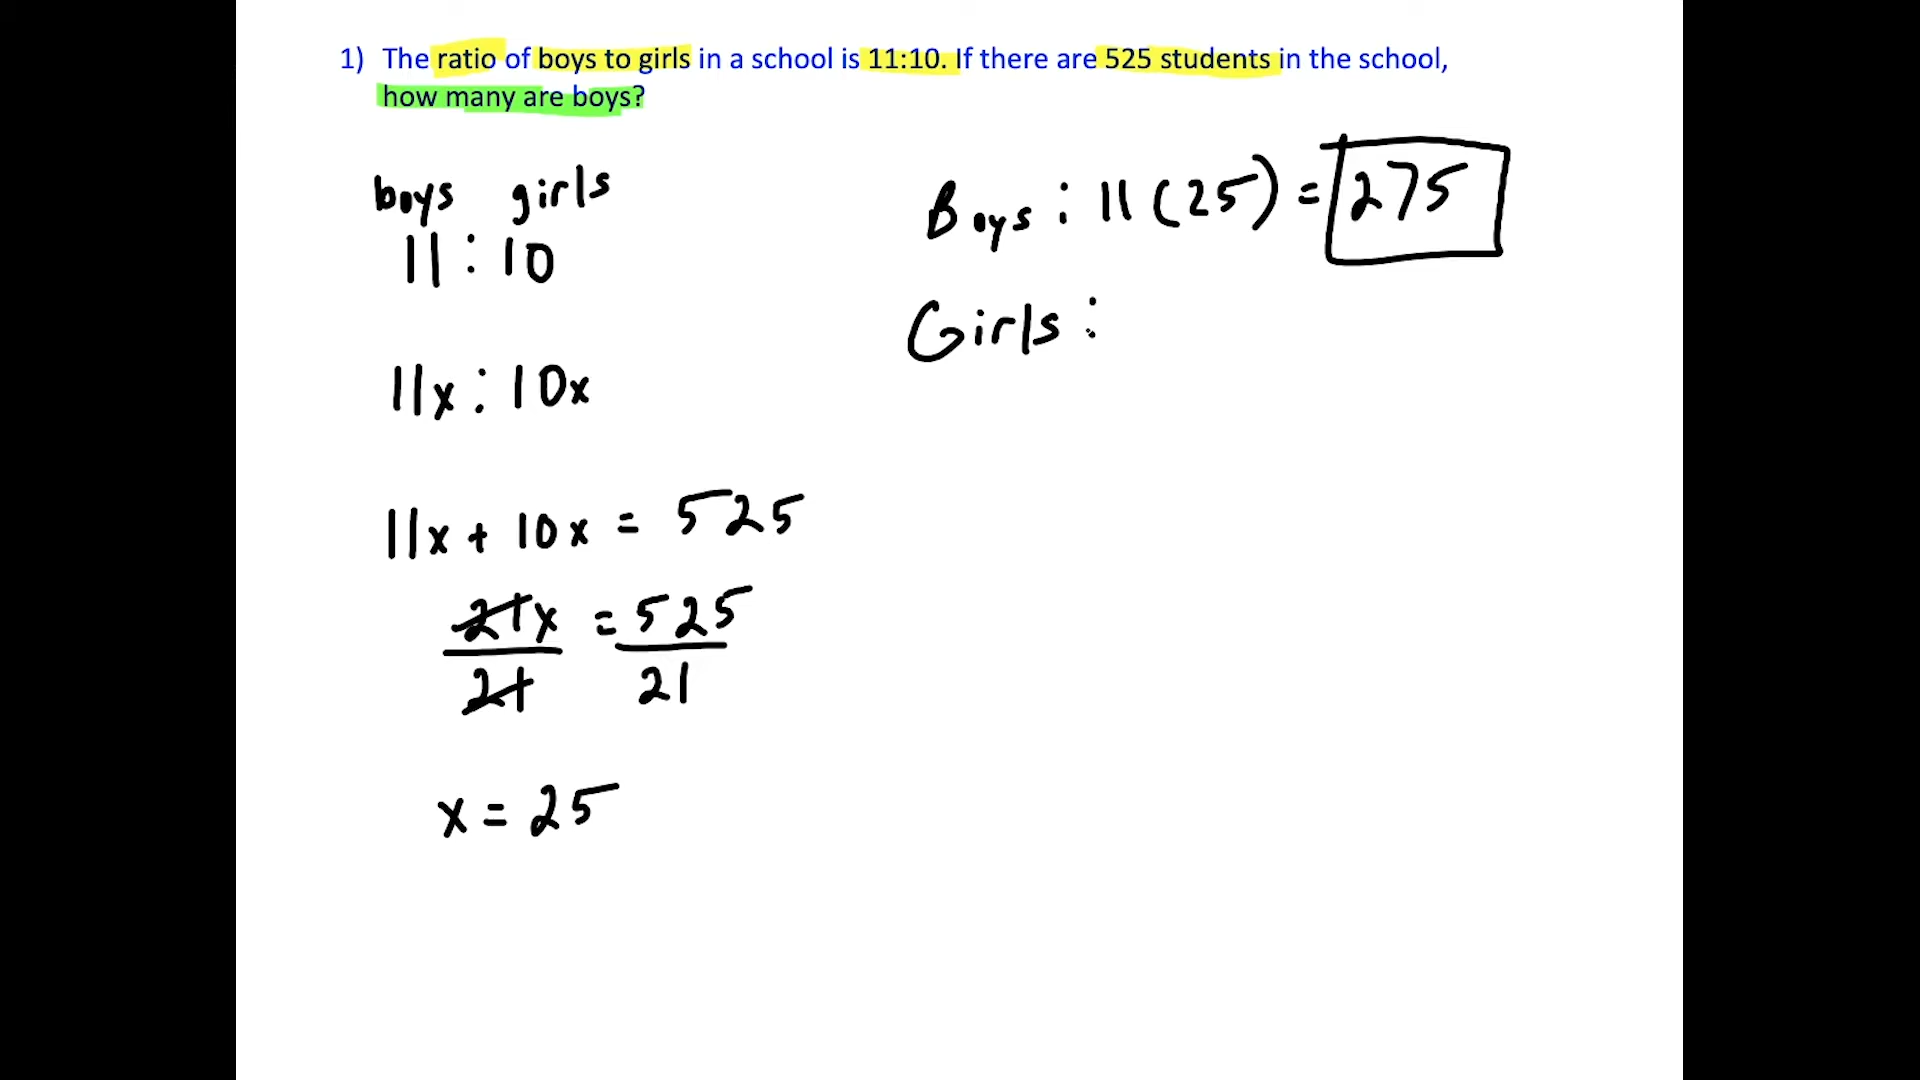 1) The ratio of boys to girls in a school is 11:10. If there are 525 students in the school,
how many are boys?
boys girls
11 : 10
11x : 10x
11x + 10x = 525
21x = 525
21 21
x = 25
Boys : 11 (25) = 275
Girls :